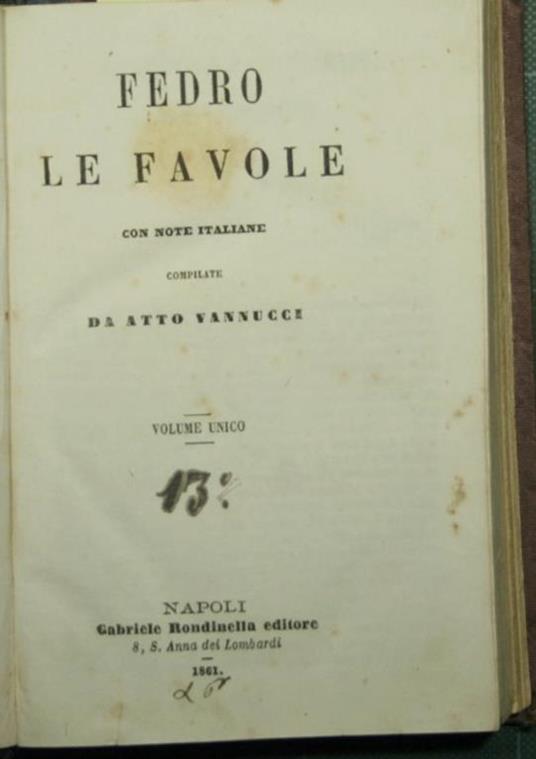 FEDRO
LE FAVOLE
CON NOTE ITALIANE
COMPILATE
DA ATTO VANNUCCI
VOLUME UNICO
13
NAPOLI
Gabriele Rondinella editore
8, S. Anna dei Lombardi
1861.